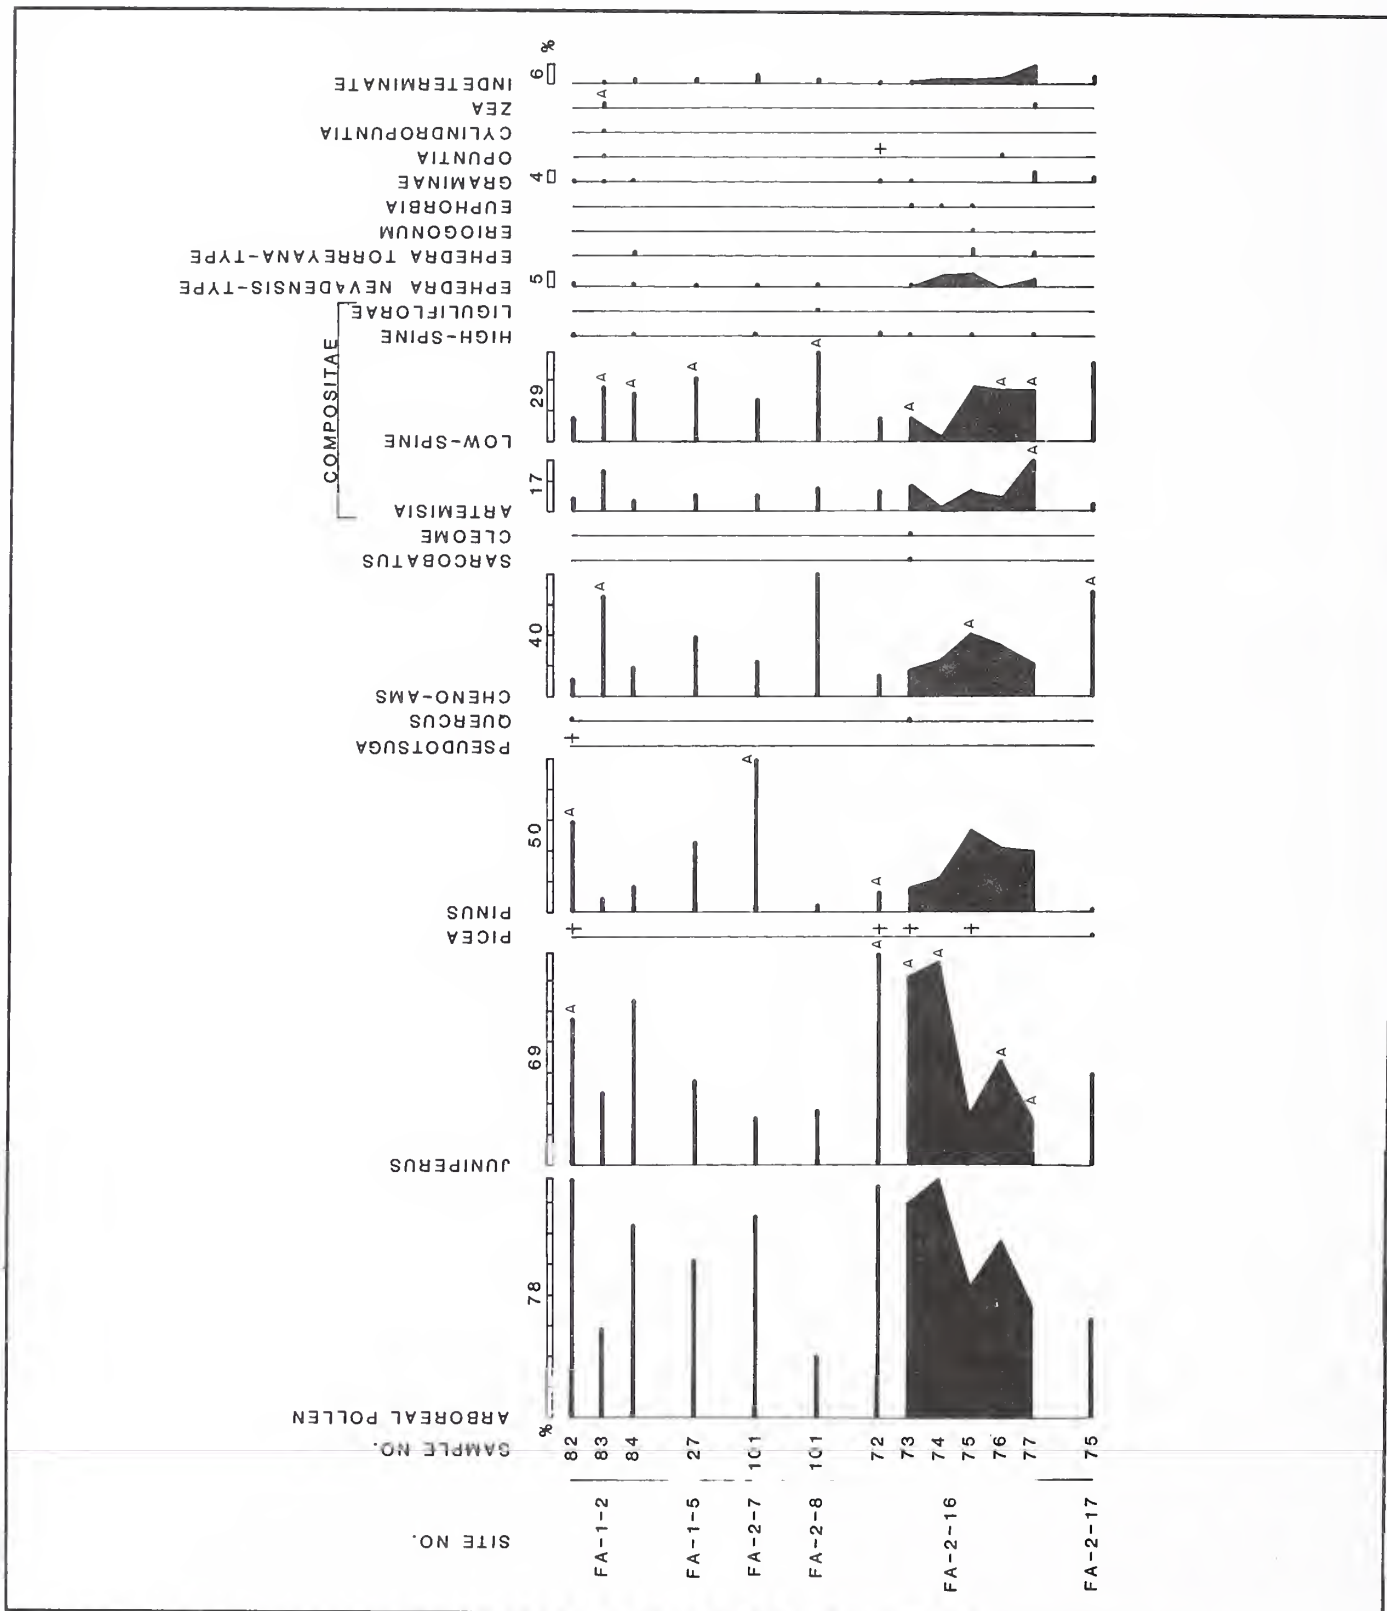 SITE NO.
SAMPLE NO.
ARBOREAL POLLEN
JUNIPERUS
PICEA
PINUS
PSEUDOTSUGA
QUERCUS
CHENO-AMS
SARCOBATUS
CLEOME
COMPOSITAE
ARTEMISIA
LOW-SPINE
HIGH-SPINE
LIGULIFLORAE
EPHEDRA NEVADENSIS-TYPE
EPHEDRA TORREYANA-TYPE
ERIOGONUM
EUPHORBIA
GRAMINAE
OPUNTIA
CYLINDROPUNTIA
ZEA
INDETERMINATE
% 78 69 50 40 17 29 5 4 6 %
82 A + A +
FA-1-2 83 A A A
84 A
FA-1-5 27 A
FA-2-7 101 A
FA-2-8 101 A
72 A + A +
73 A + A
FA-2-16 74 A
75 + A
76 A A
77 A A A
FA-2-17 75 A